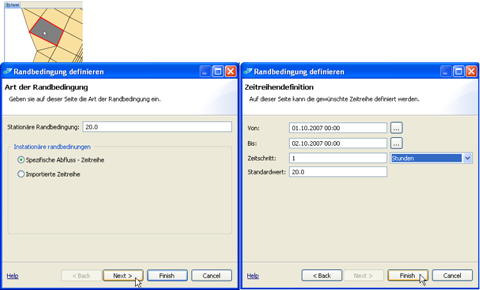 Randbedingung definieren
Art der Randbedingung
Geben sie auf dieser Seite die Art der Randbedingung ein.
Stationäre Randbedingung: 20.0
Instationäre randbedinungen
Spezifische Abfluss - Zeitreihe
Importierte Zeitreihe
Help
< Back
Next >
Finish
Cancel
Randbedingung definieren
Zeitreihendefinition
Auf dieser Seite kann die gewünschte Zeitreihe definiert werden.
Von: 01.10.2007 00:00 ...
Bis: 02.10.2007 00:00 ...
Zeitschritt: 1 Stunden
Standardwert: 20.0
Help
< Back
Next >
Finish
Cancel